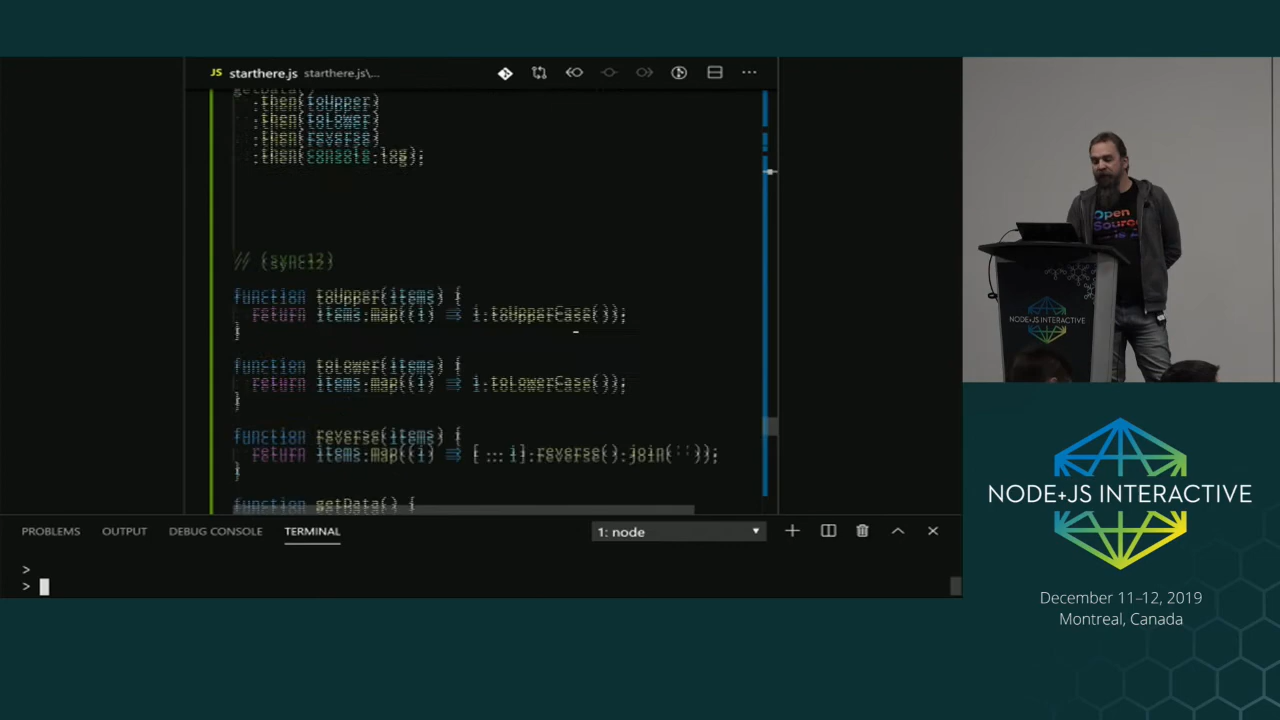 JS starthere.js starthere.js\...
getData()
.then(toUpper)
.then(toLower)
.then(reverse)
.then(console.log);
// (sync12)
function toUpper(items) {
return items.map((i) => i.toUpperCase());
}
function toLower(items) {
return items.map((i) => i.toLowerCase());
}
function reverse(items) {
return items.map((i) => [...i].reverse().join(''));
}
function getData() {
PROBLEMS OUTPUT DEBUG CONSOLE TERMINAL 1: node
>
>
Open
Source
is
NODE+JS INTERACTIVE
NODE+JS INTERACTIVE
December 11–12, 2019
Montreal, Canada